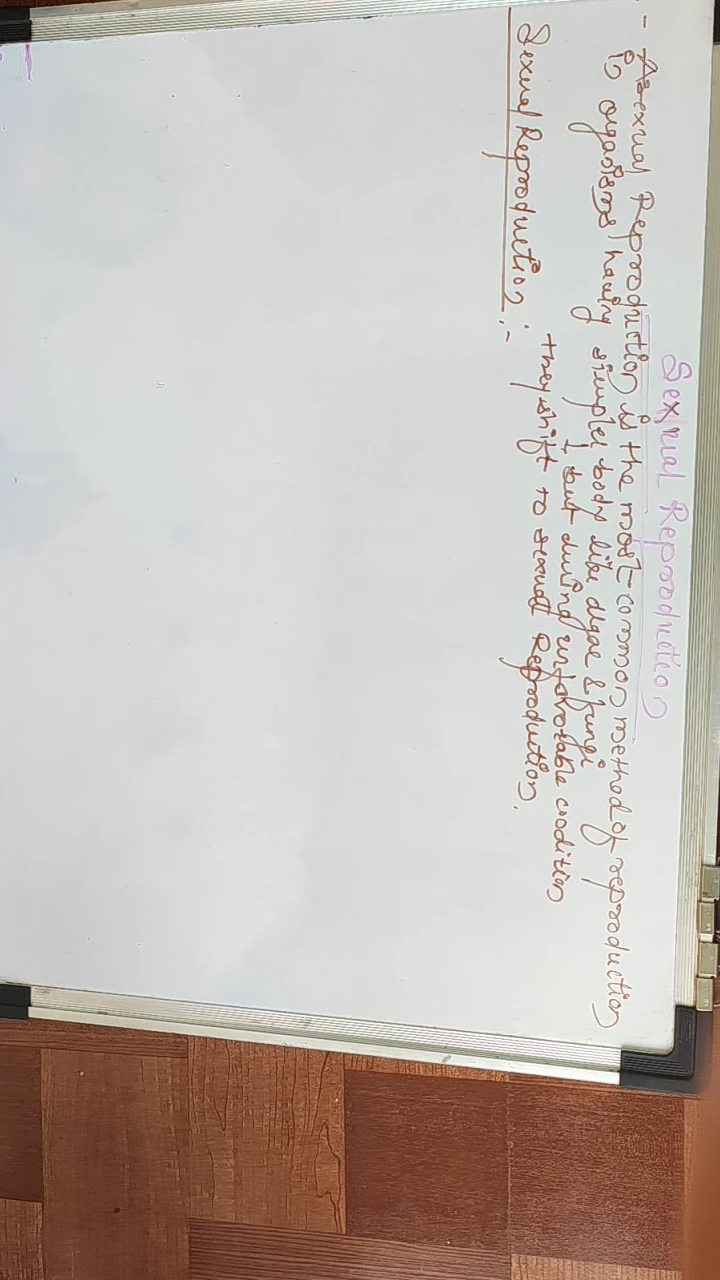 Sexual Reproduction
- Asexual Reproduction is the most common method of reproduction
is organisms having simpler body like algae & fungi
, but during unfavorable condition
they shift to sexual Reproduction.
Sexual Reproduction :-